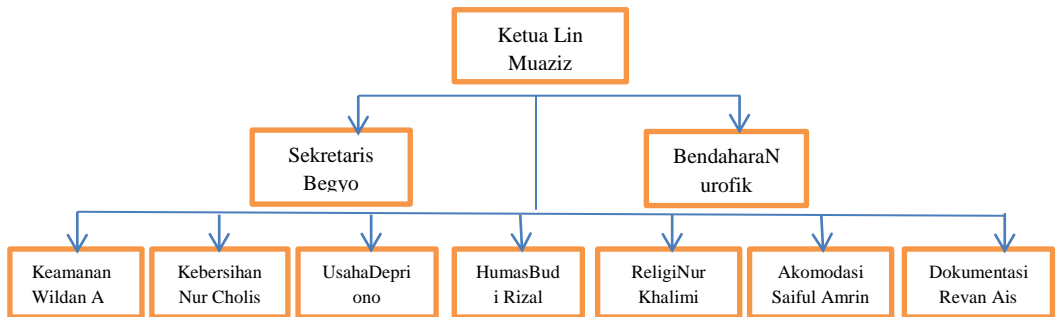 Ketua Lin
Muaziz
Sekretaris
Begyo
BendaharaN
urofik
Keamanan
Wildan A
Kebersihan
Nur Cholis
UsahaDepri
ono
HumasBud
i Rizal
ReligiNur
Khalimi
Akomodasi
Saiful Amrin
Dokumentasi
Revan Ais